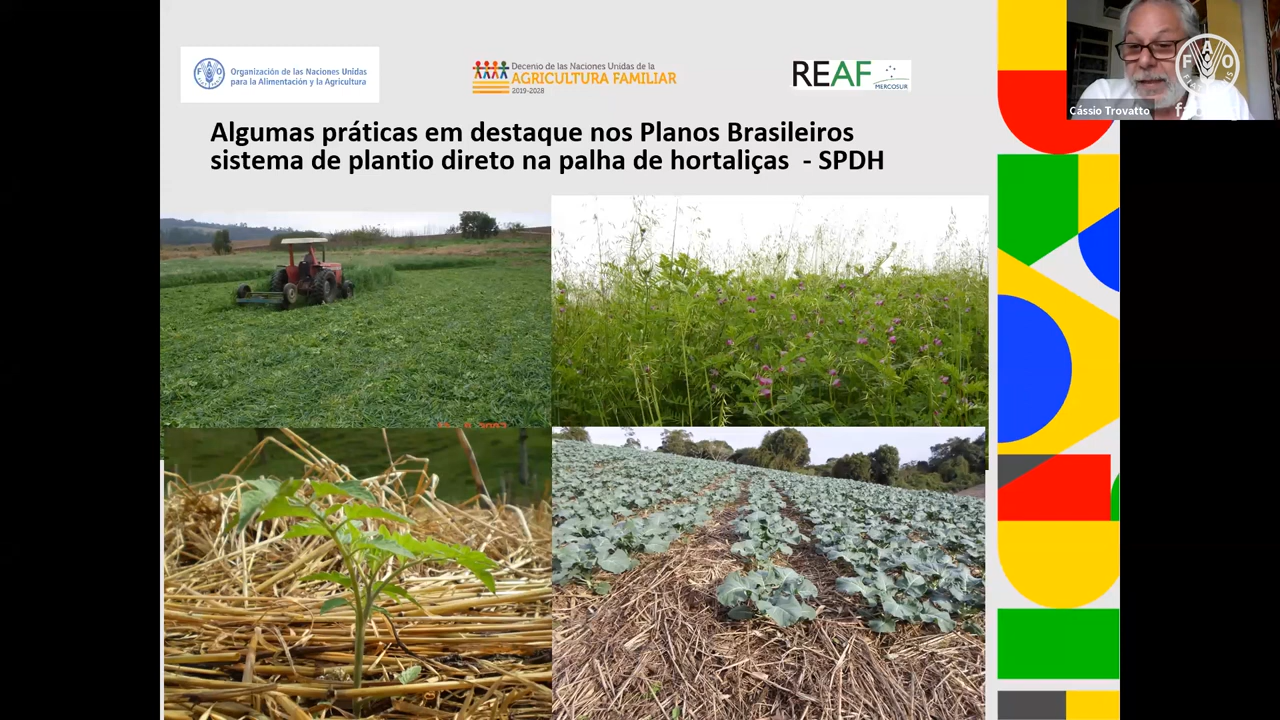 Organización de las Naciones Unidas
para la Alimentación y la Agricultura
FAO
Decenio de las Naciones Unidas de la
AGRICULTURA FAMILIAR
2019-2028
REAF
MERCOSUR
Cássio Trovatto
FAO
Algumas práticas em destaque nos Planos Brasileiros
sistema de plantio direto na palha de hortaliças - SPDH